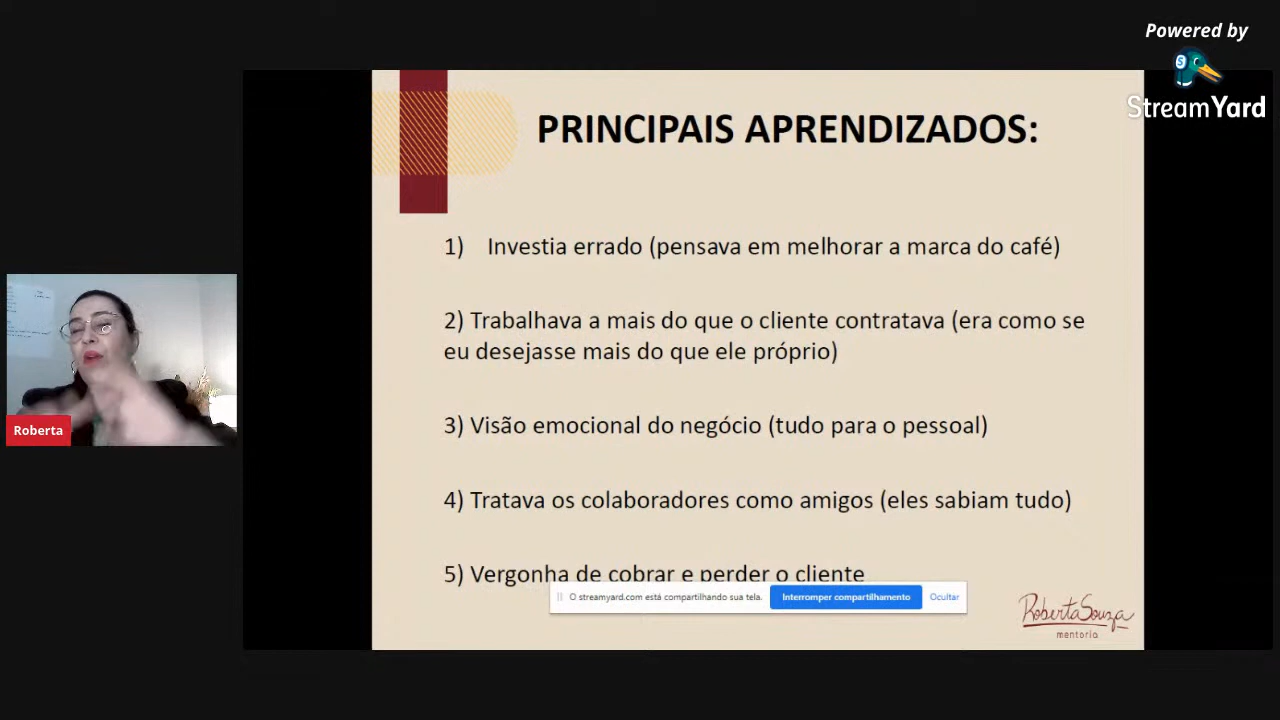 Powered by
StreamYard
PRINCIPAIS APRENDIZADOS:
1) Investia errado (pensava em melhorar a marca do café)
2) Trabalhava a mais do que o cliente contratava (era como se
eu desejasse mais do que ele próprio)
3) Visão emocional do negócio (tudo para o pessoal)
4) Tratava os colaboradores como amigos (eles sabiam tudo)
5) Vergonha de cobrar e perder o cliente
O streamyard.com está compartilhando sua tela.
Interromper compartilhamento
Ocultar
Roberta
RobertaSouza
mentoria